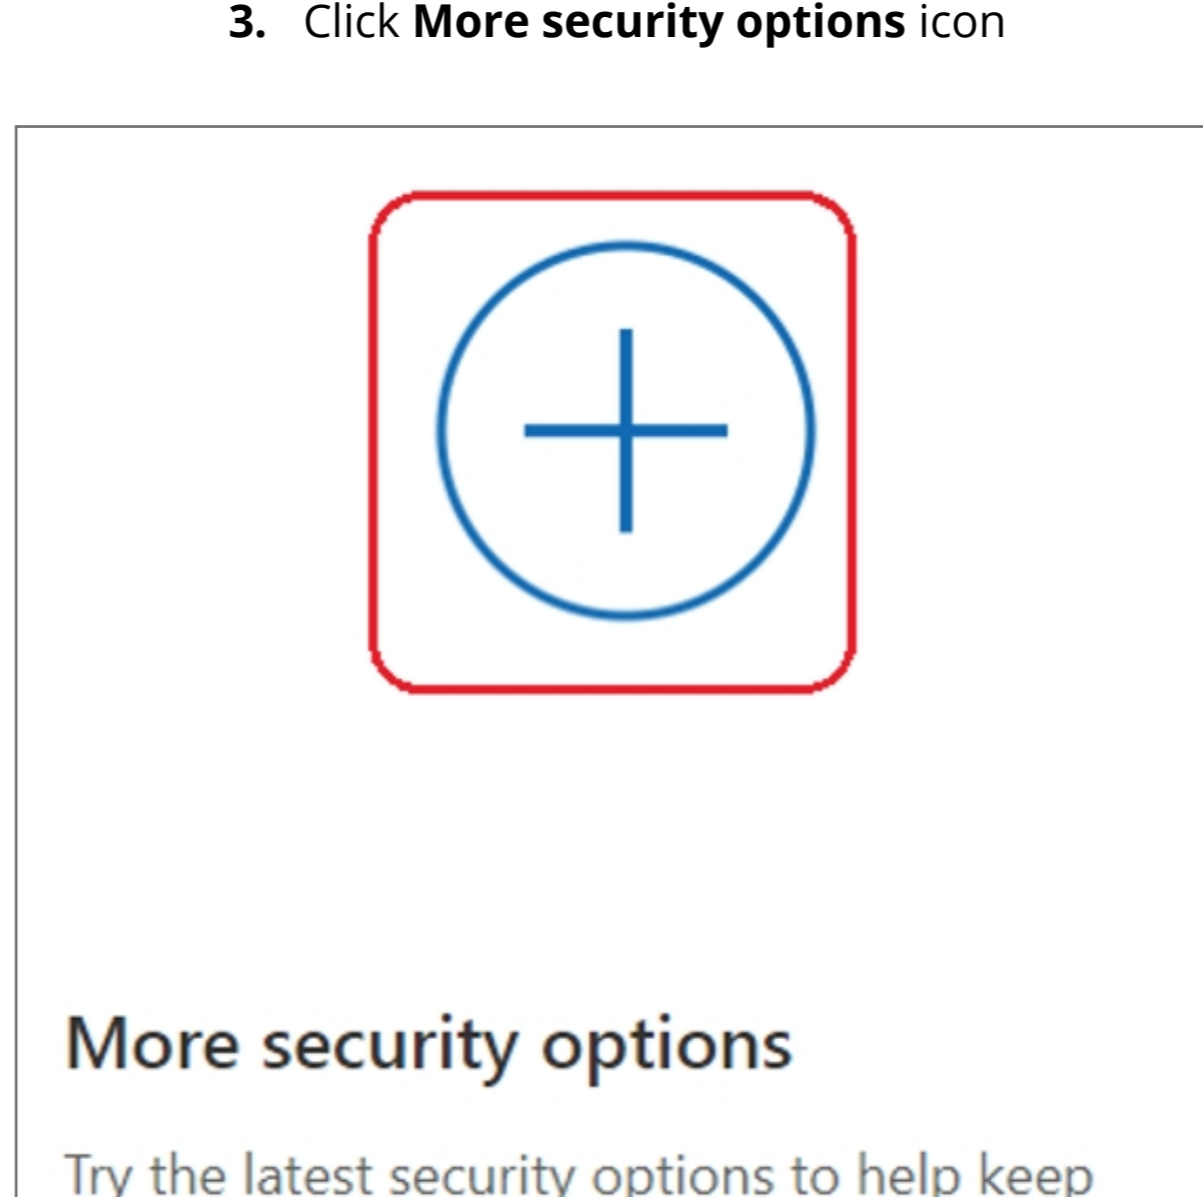 3. Click More security options icon
More security options
Try the latest security options to help keep